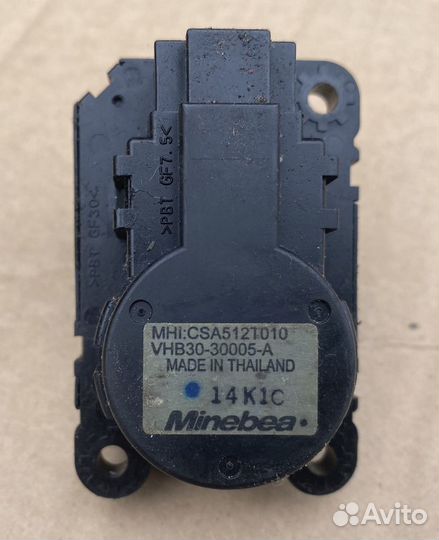 >PBT GF7.5<
>PBT GF30<
MHI:CSA512T010
VHB30-30005-A
MADE IN THAILAND
14K1C
Minebea
Avito